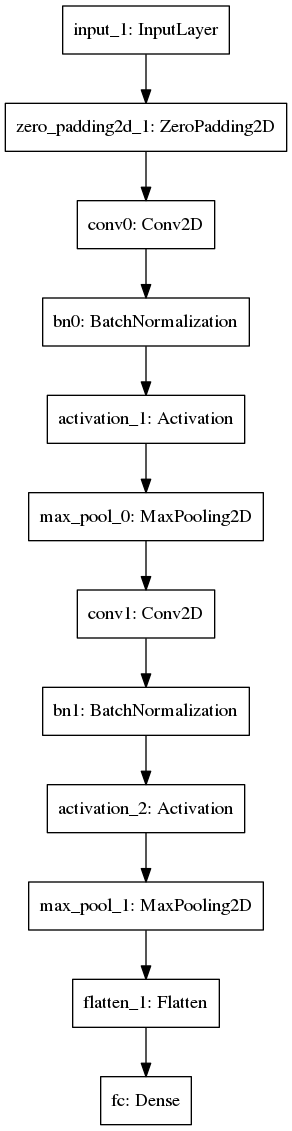 input_1: InputLayer
zero_padding2d_1: ZeroPadding2D
conv0: Conv2D
bn0: BatchNormalization
activation_1: Activation
max_pool_0: MaxPooling2D
conv1: Conv2D
bn1: BatchNormalization
activation_2: Activation
max_pool_1: MaxPooling2D
flatten_1: Flatten
fc: Dense